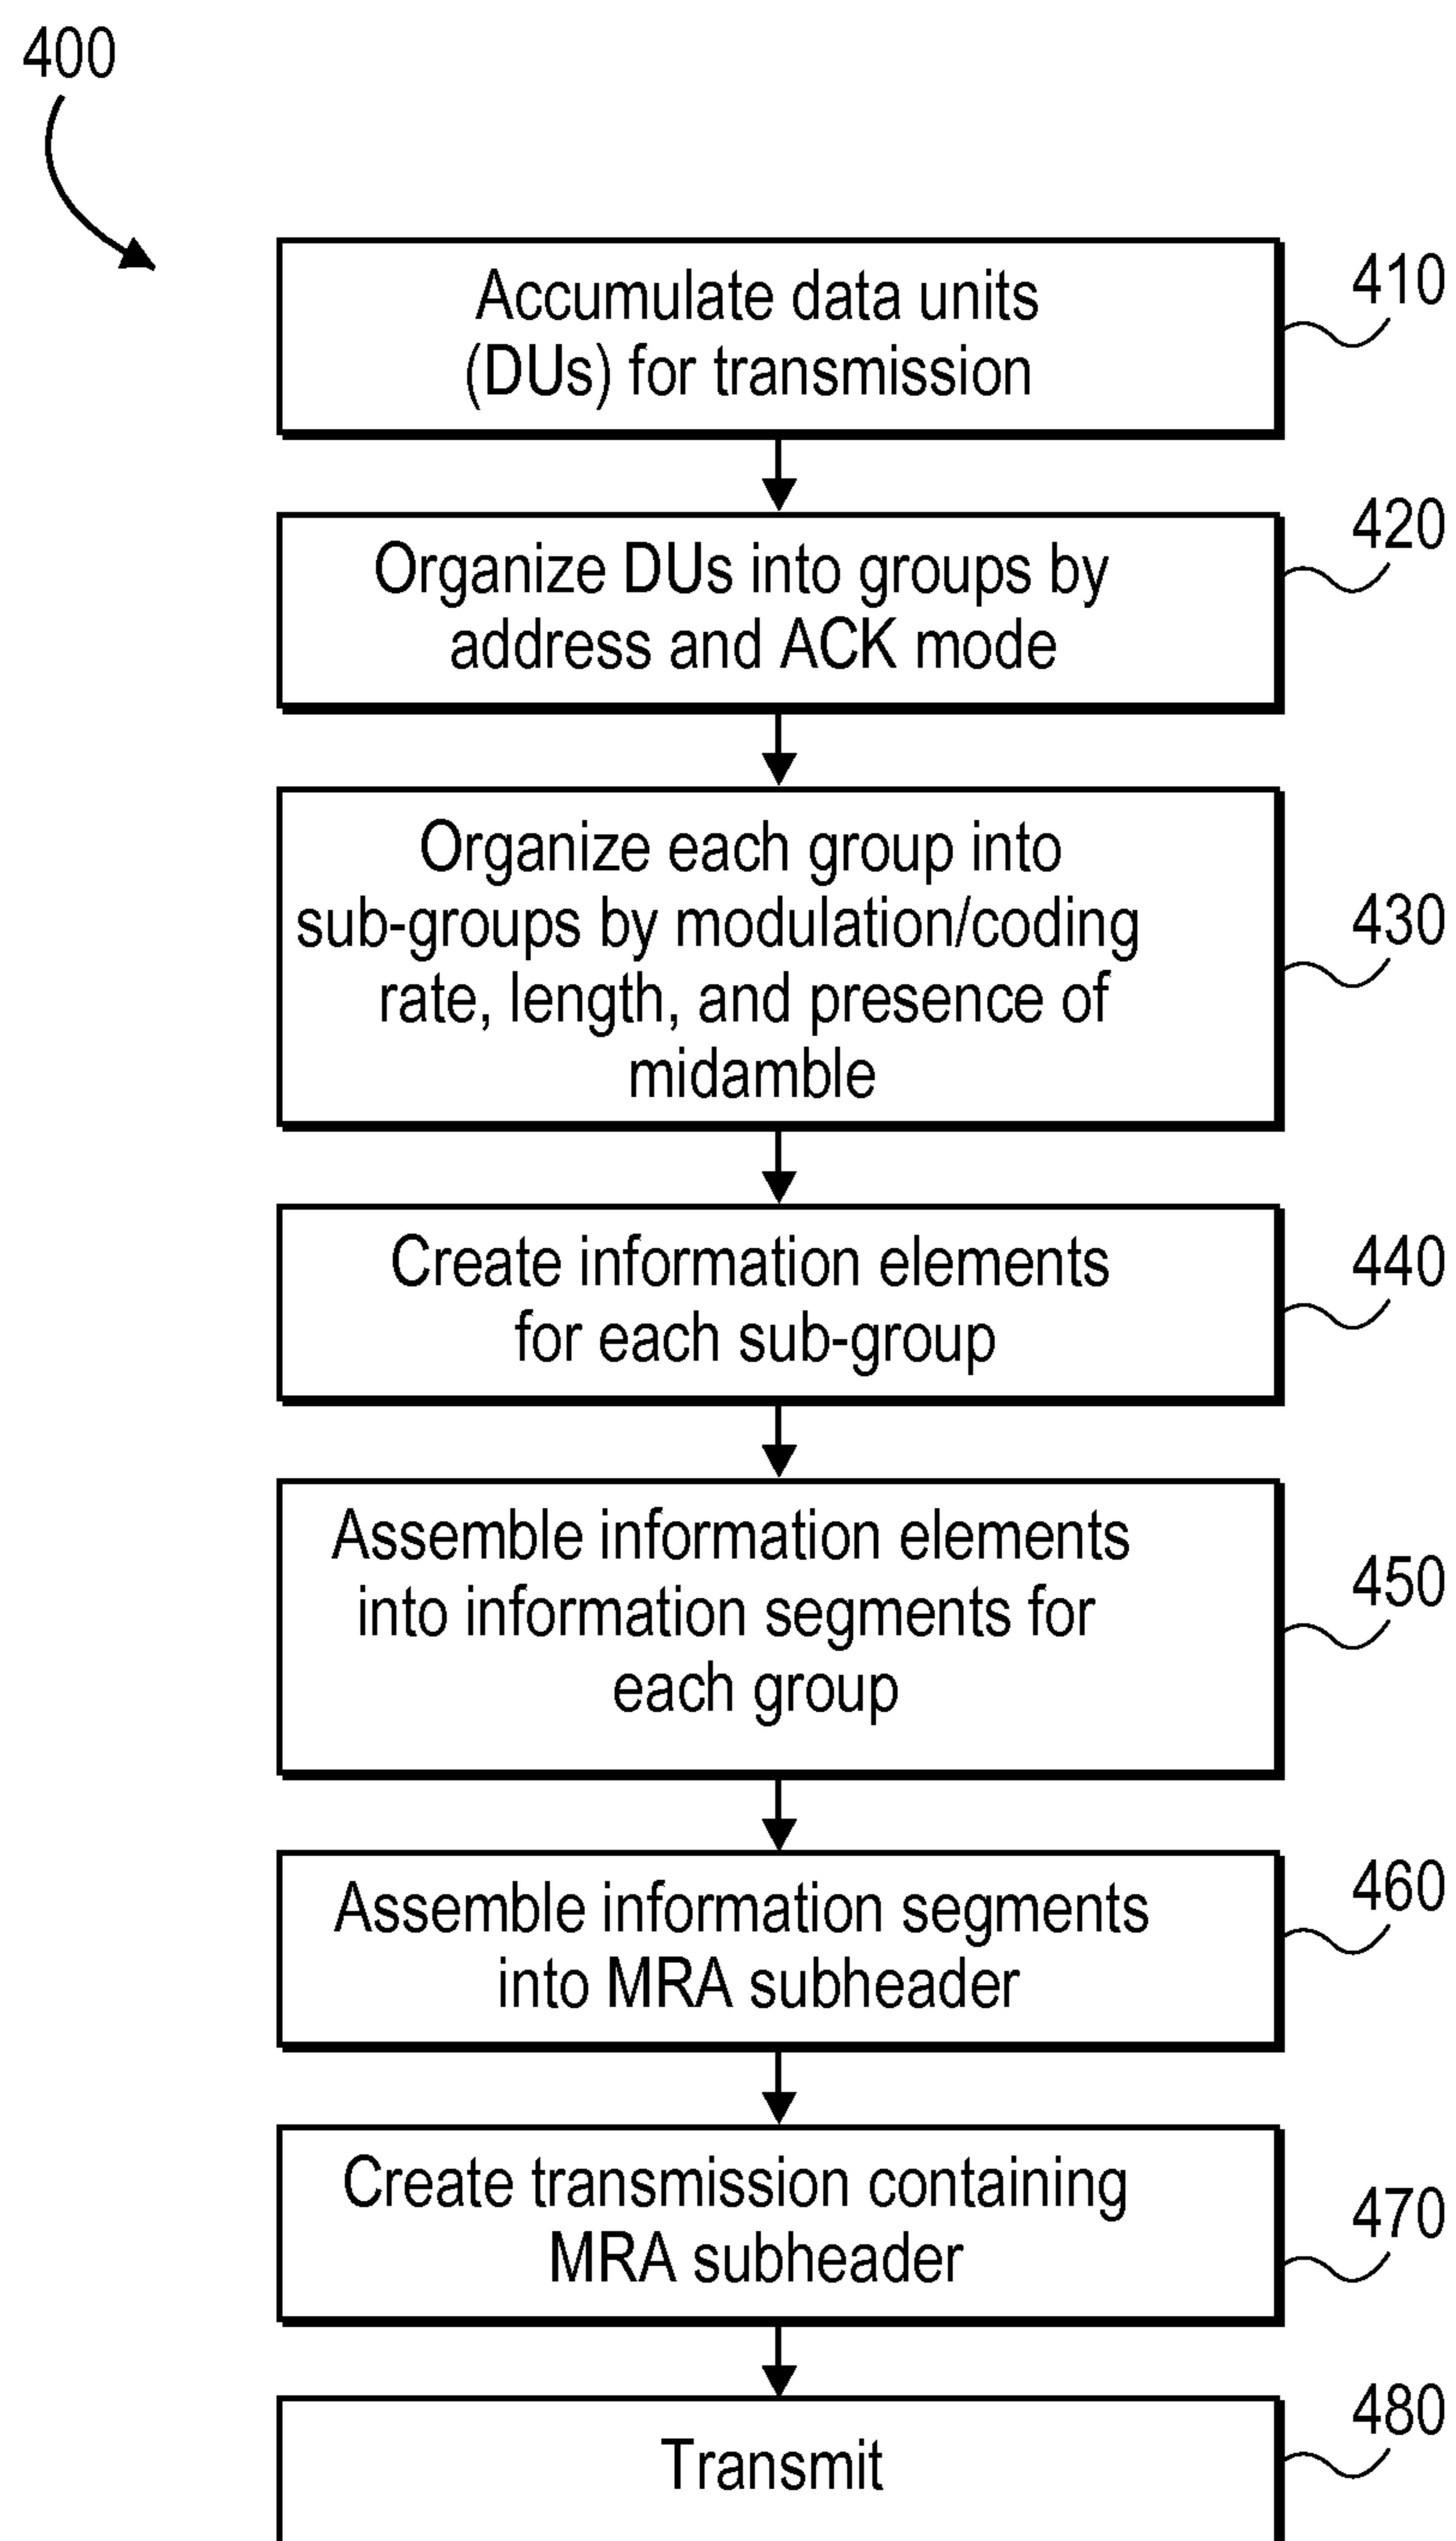 400
Accumulate data units
(DUs) for transmission
410
Organize DUs into groups by
address and ACK mode
420
Organize each group into
sub-groups by modulation/coding
rate, length, and presence of
midamble
430
Create information elements
for each sub-group
440
Assemble information elements
into information segments for
each group
450
Assemble information segments
into MRA subheader
460
Create transmission containing
MRA subheader
470
Transmit
480